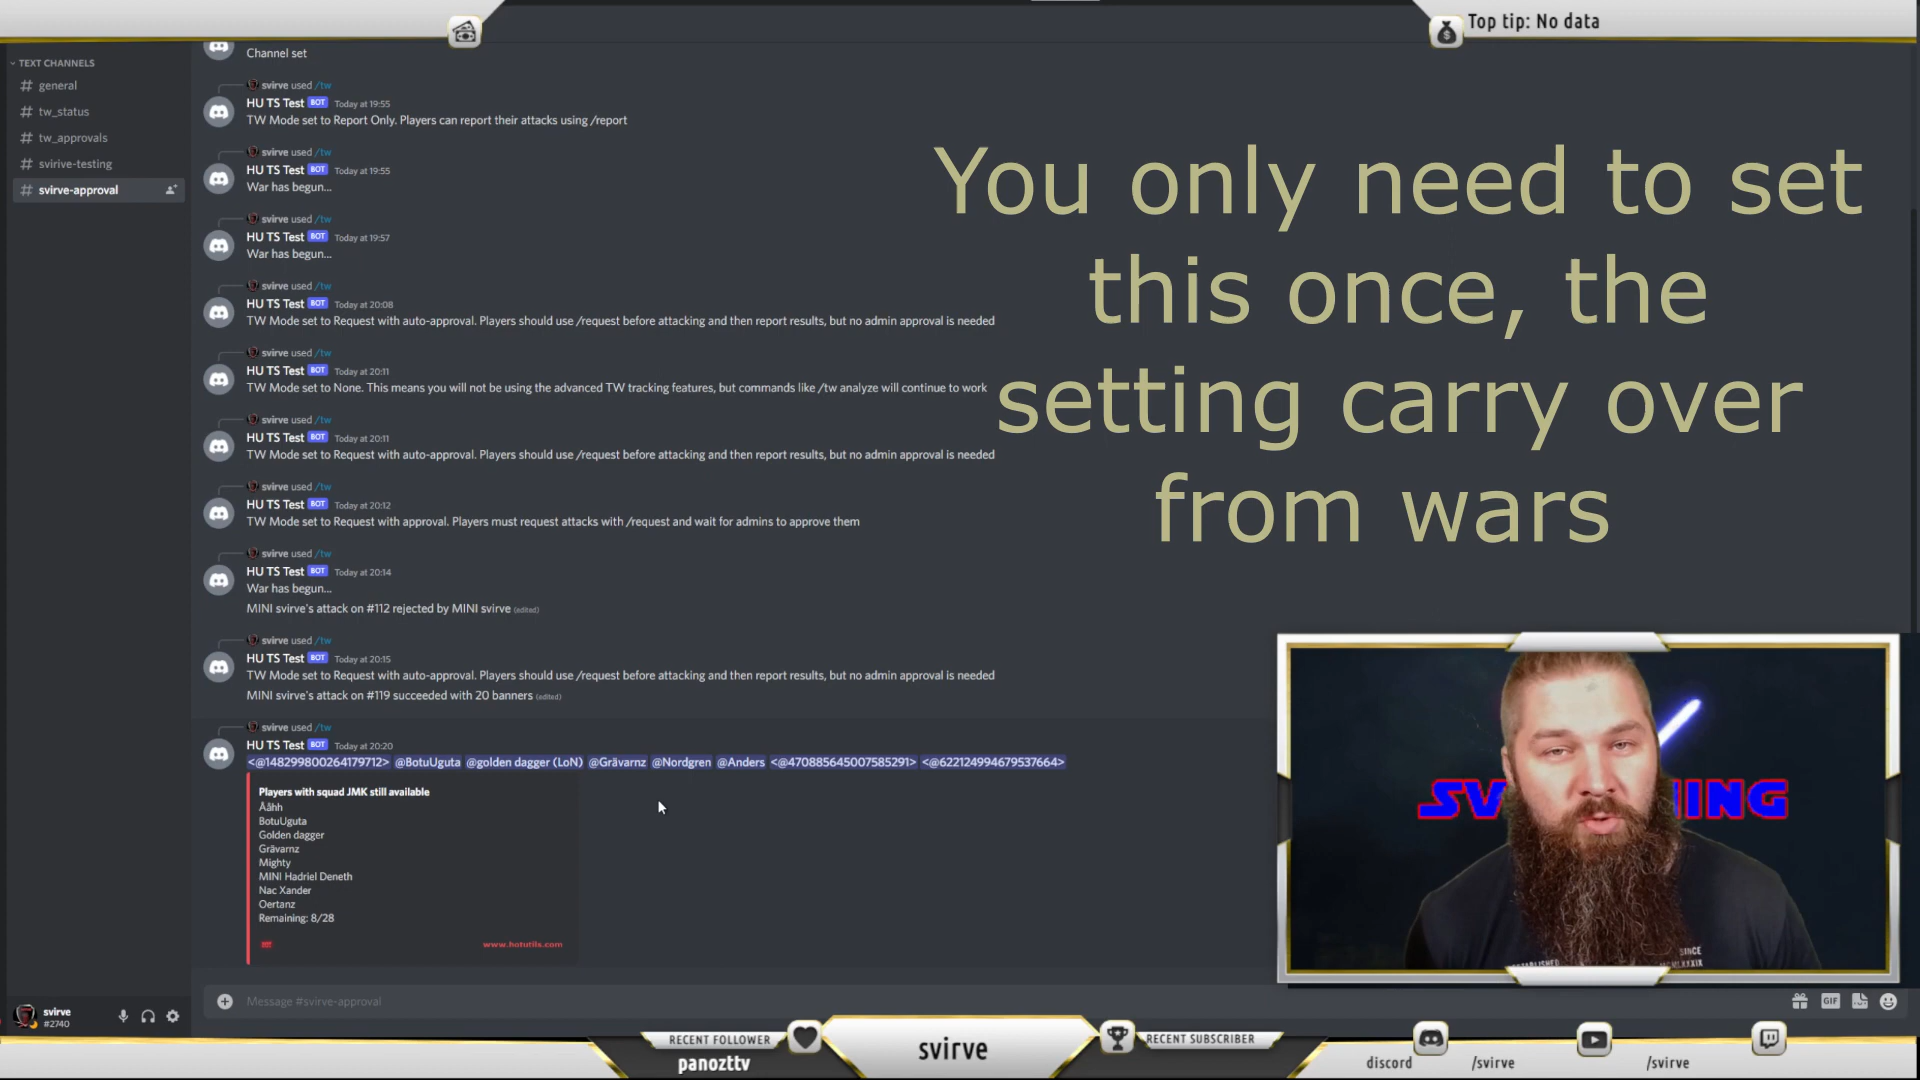 Top tip: No data
TEXT CHANNELS
# general
# tw_status
# tw_approvals
# svirive-testing
# svirve-approval
Channel set
svirve used /tw
HU TS Test BOT Today at 19:55
TW Mode set to Report Only. Players can report their attacks using /report
svirve used /tw
HU TS Test BOT Today at 19:55
War has begun...
svirve used /tw
HU TS Test BOT Today at 19:57
War has begun...
svirve used /tw
HU TS Test BOT Today at 20:08
TW Mode set to Request with auto-approval. Players should use /request before attacking and then report results, but no admin approval is needed
svirve used /tw
HU TS Test BOT Today at 20:11
TW Mode set to None. This means you will not be using the advanced TW tracking features, but commands like /tw analyze will continue to work
svirve used /tw
HU TS Test BOT Today at 20:11
TW Mode set to Request with auto-approval. Players should use /request before attacking and then report results, but no admin approval is needed
svirve used /tw
HU TS Test BOT Today at 20:12
TW Mode set to Request with approval. Players must request attacks with /request and wait for admins to approve them
svirve used /tw
HU TS Test BOT Today at 20:14
War has begun...
MINI svirve's attack on #112 rejected by MINI svirve (edited)
svirve used /tw
HU TS Test BOT Today at 20:15
TW Mode set to Request with auto-approval. Players should use /request before attacking and then report results, but no admin approval is needed
MINI svirve's attack on #119 succeeded with 20 banners (edited)
svirve used /tw
HU TS Test BOT Today at 20:20
<@148299800264179712> @BotuUguta @golden dagger (LoN) @Grävarnz @Nordgren @Anders <@470885645007585291> <@622124994679537664>
Players with squad JMK still available
Ååhh
BotuUguta
Golden dagger
Grävarnz
Mighty
MINI Hadriel Deneth
Nac Xander
Oertanz
Remaining: 8/28
www.hotutils.com
Message #svirve-approval
GIF
svirve
#2740
You only need to set
this once, the
setting carry over
from wars
SV ING
SINCE
RECENT FOLLOWER
panozttv
svirve
RECENT SUBSCRIBER
discord
/svirve
/svirve